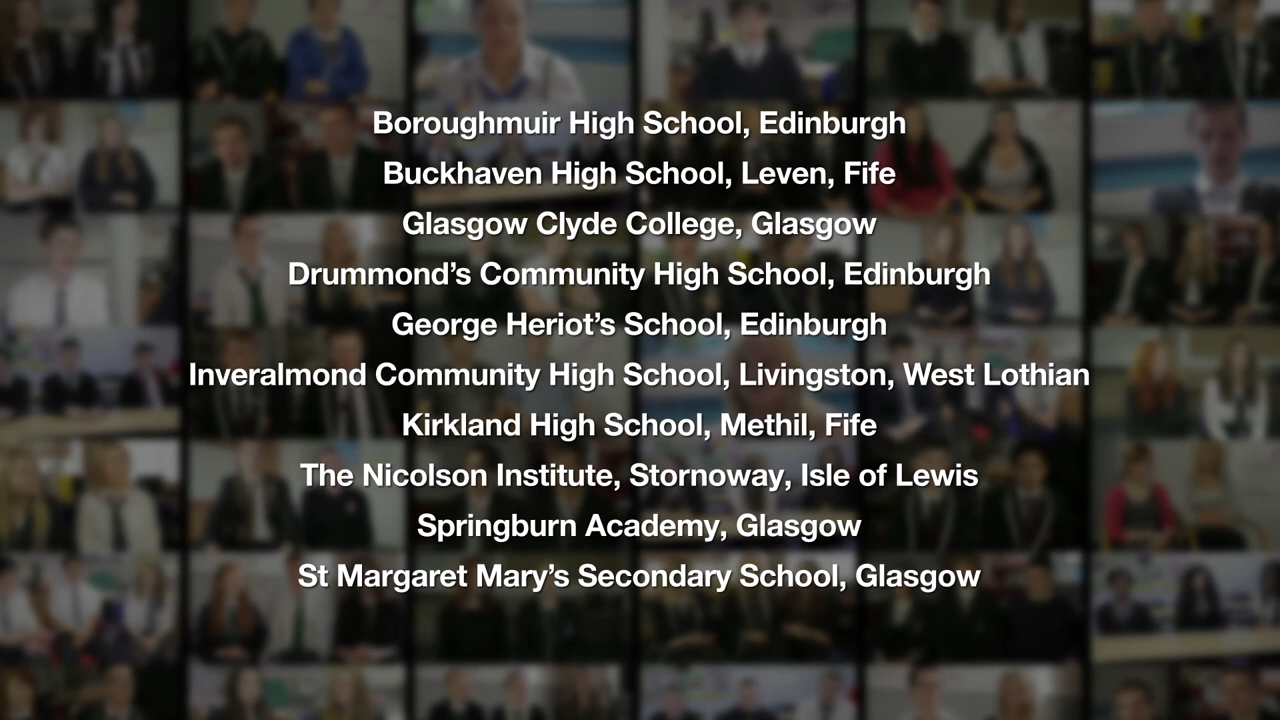 Boroughmuir High School, Edinburgh
Buckhaven High School, Leven, Fife
Glasgow Clyde College, Glasgow
Drummond’s Community High School, Edinburgh
George Heriot’s School, Edinburgh
Inveralmond Community High School, Livingston, West Lothian
Kirkland High School, Methil, Fife
The Nicolson Institute, Stornoway, Isle of Lewis
Springburn Academy, Glasgow
St Margaret Mary’s Secondary School, Glasgow